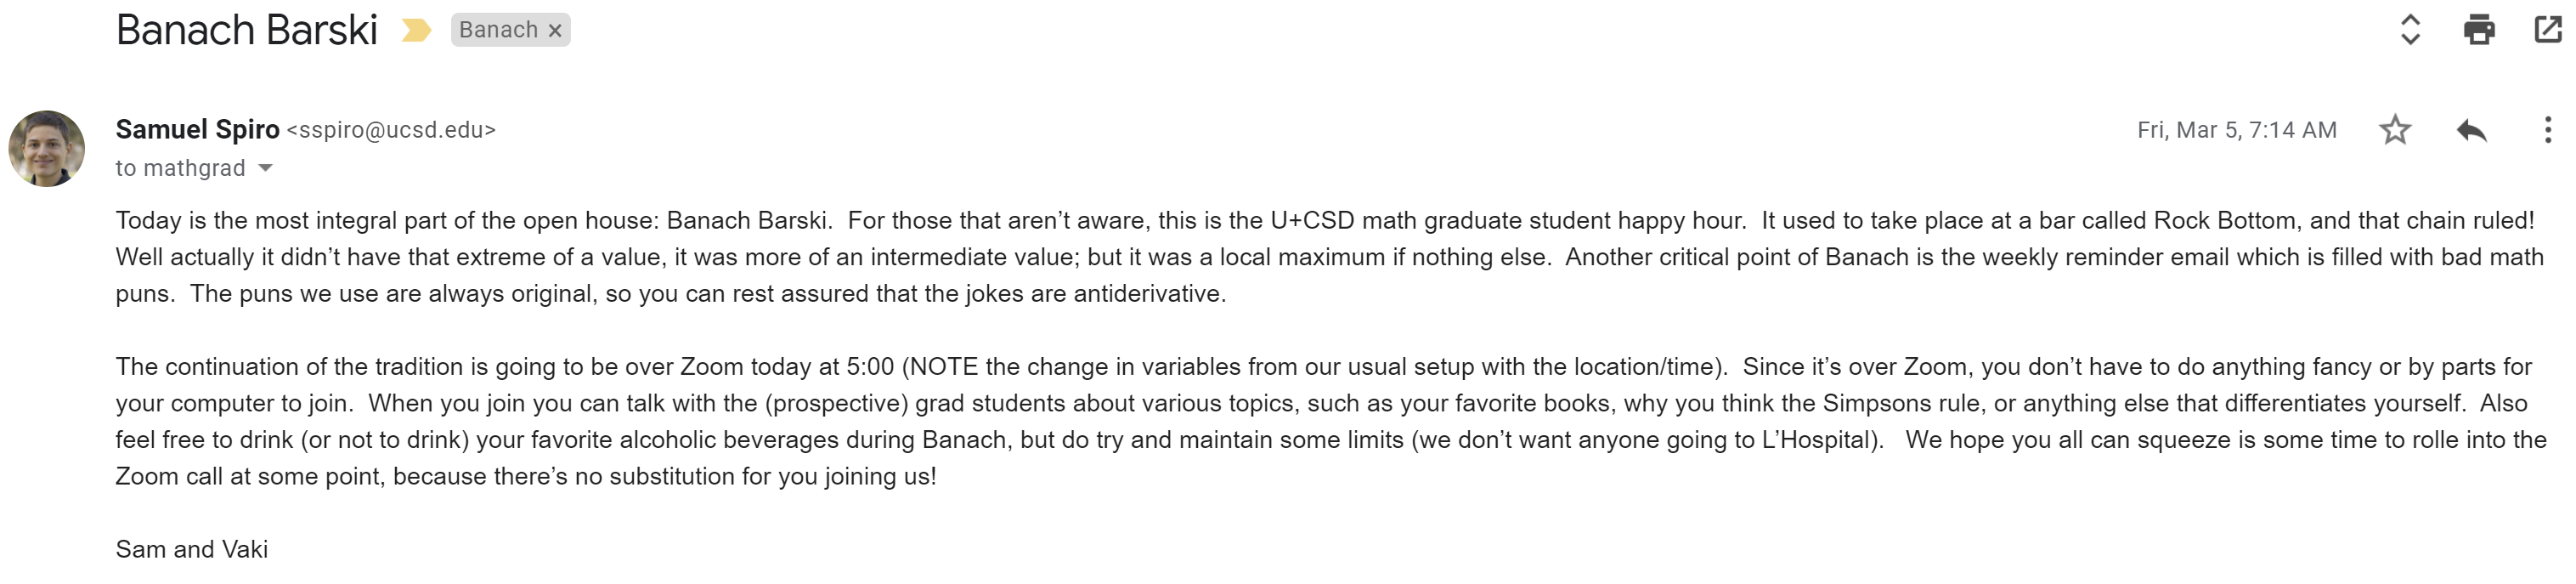 Banach Barski Banach ×
Samuel Spiro <sspiro@ucsd.edu> Fri, Mar 5, 7:14 AM
to mathgrad
Today is the most integral part of the open house: Banach Barski.  For those that aren't aware, this is the U+CSD math graduate student happy hour.  It used to take place at a bar called Rock Bottom, and that chain ruled!
Well actually it didn't have that extreme of a value, it was more of an intermediate value; but it was a local maximum if nothing else.  Another critical point of Banach is the weekly reminder email which is filled with bad math
puns.  The puns we use are always original, so you can rest assured that the jokes are antiderivative.
The continuation of the tradition is going to be over Zoom today at 5:00 (NOTE the change in variables from our usual setup with the location/time).  Since it's over Zoom, you don't have to do anything fancy or by parts for
your computer to join.  When you join you can talk with the (prospective) grad students about various topics, such as your favorite books, why you think the Simpsons rule, or anything else that differentiates yourself.  Also
feel free to drink (or not to drink) your favorite alcoholic beverages during Banach, but do try and maintain some limits (we don't want anyone going to L'Hospital).   We hope you all can squeeze is some time to rolle into the
Zoom call at some point, because there's no substitution for you joining us!
Sam and Vaki